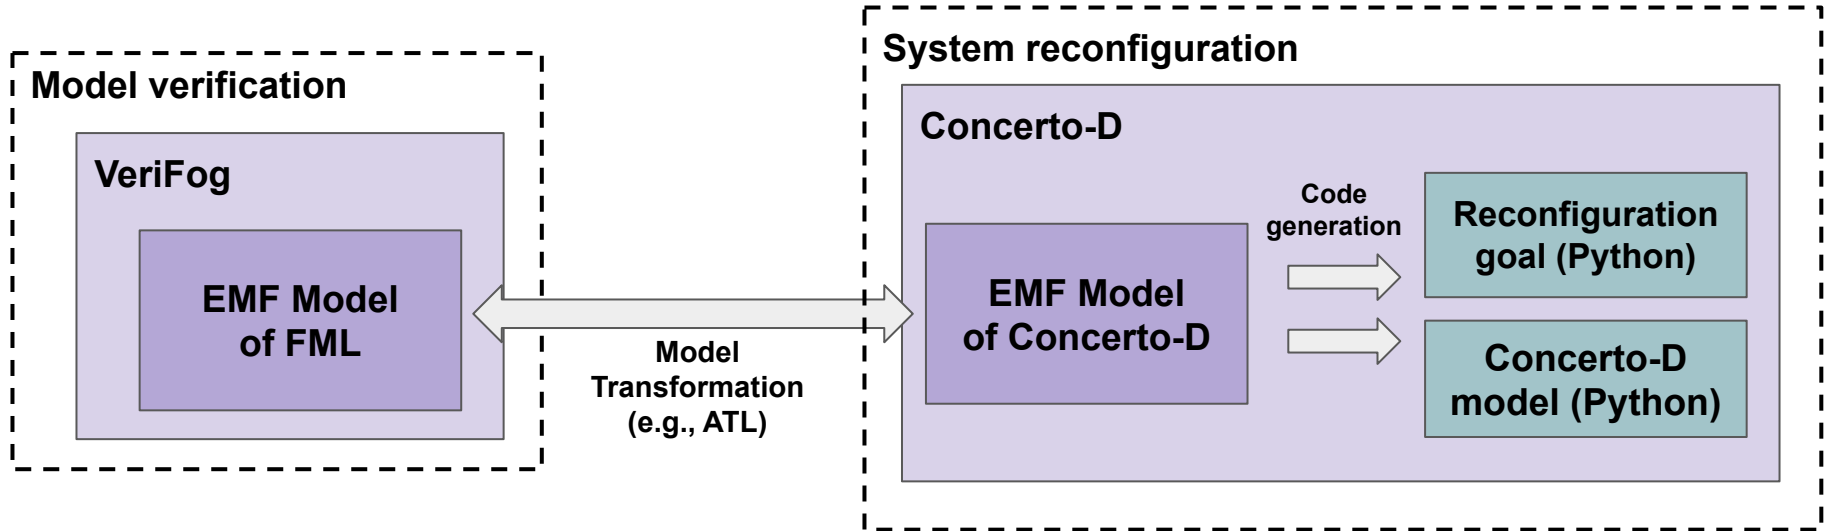 Model verification
VeriFog
EMF Model
of FML
Model
Transformation
(e.g., ATL)
System reconfiguration
Concerto-D
EMF Model
of Concerto-D
Code
generation
Reconfiguration
goal (Python)
Concerto-D
model (Python)